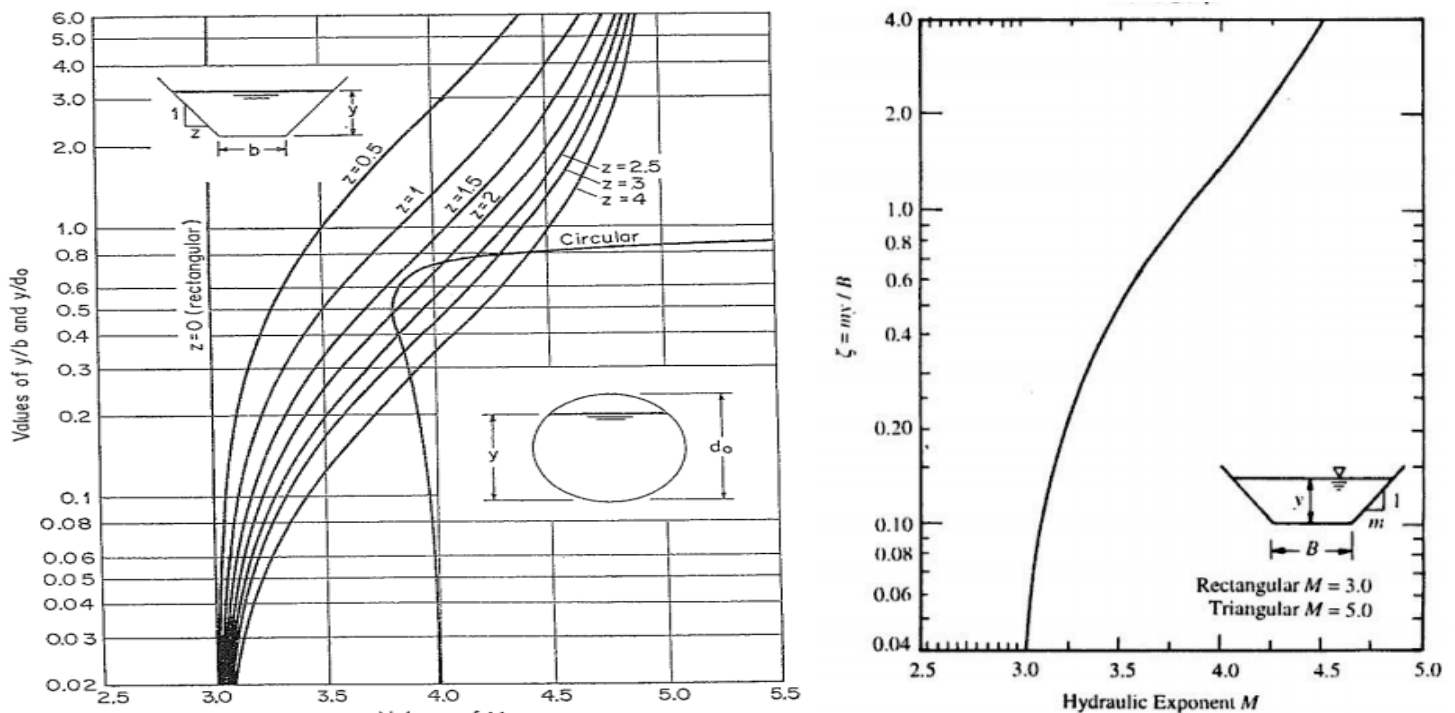 6.0
5.0
4.0
3.0
2.0
1.0
0.8
0.6
0.5
0.4
0.3
0.2
0.1
0.08
0.06
0.05
0.04
0.03
0.02
Values of y/b and y/do
1
z
b
y
z=0 (rectangular)
z=0.5
z=1
z=1.5
z=2
z=2.5
z=3
z=4
Circular
y
do
2.5 3.0 3.5 4.0 4.5 5.0 5.5
4.0
2.0
1.0
0.8
0.6
0.4
0.20
0.10
0.08
0.06
0.04
ζ = my / B
y
1
m
B
Rectangular M = 3.0
Triangular M = 5.0
2.5 3.0 3.5 4.0 4.5 5.0
Hydraulic Exponent M